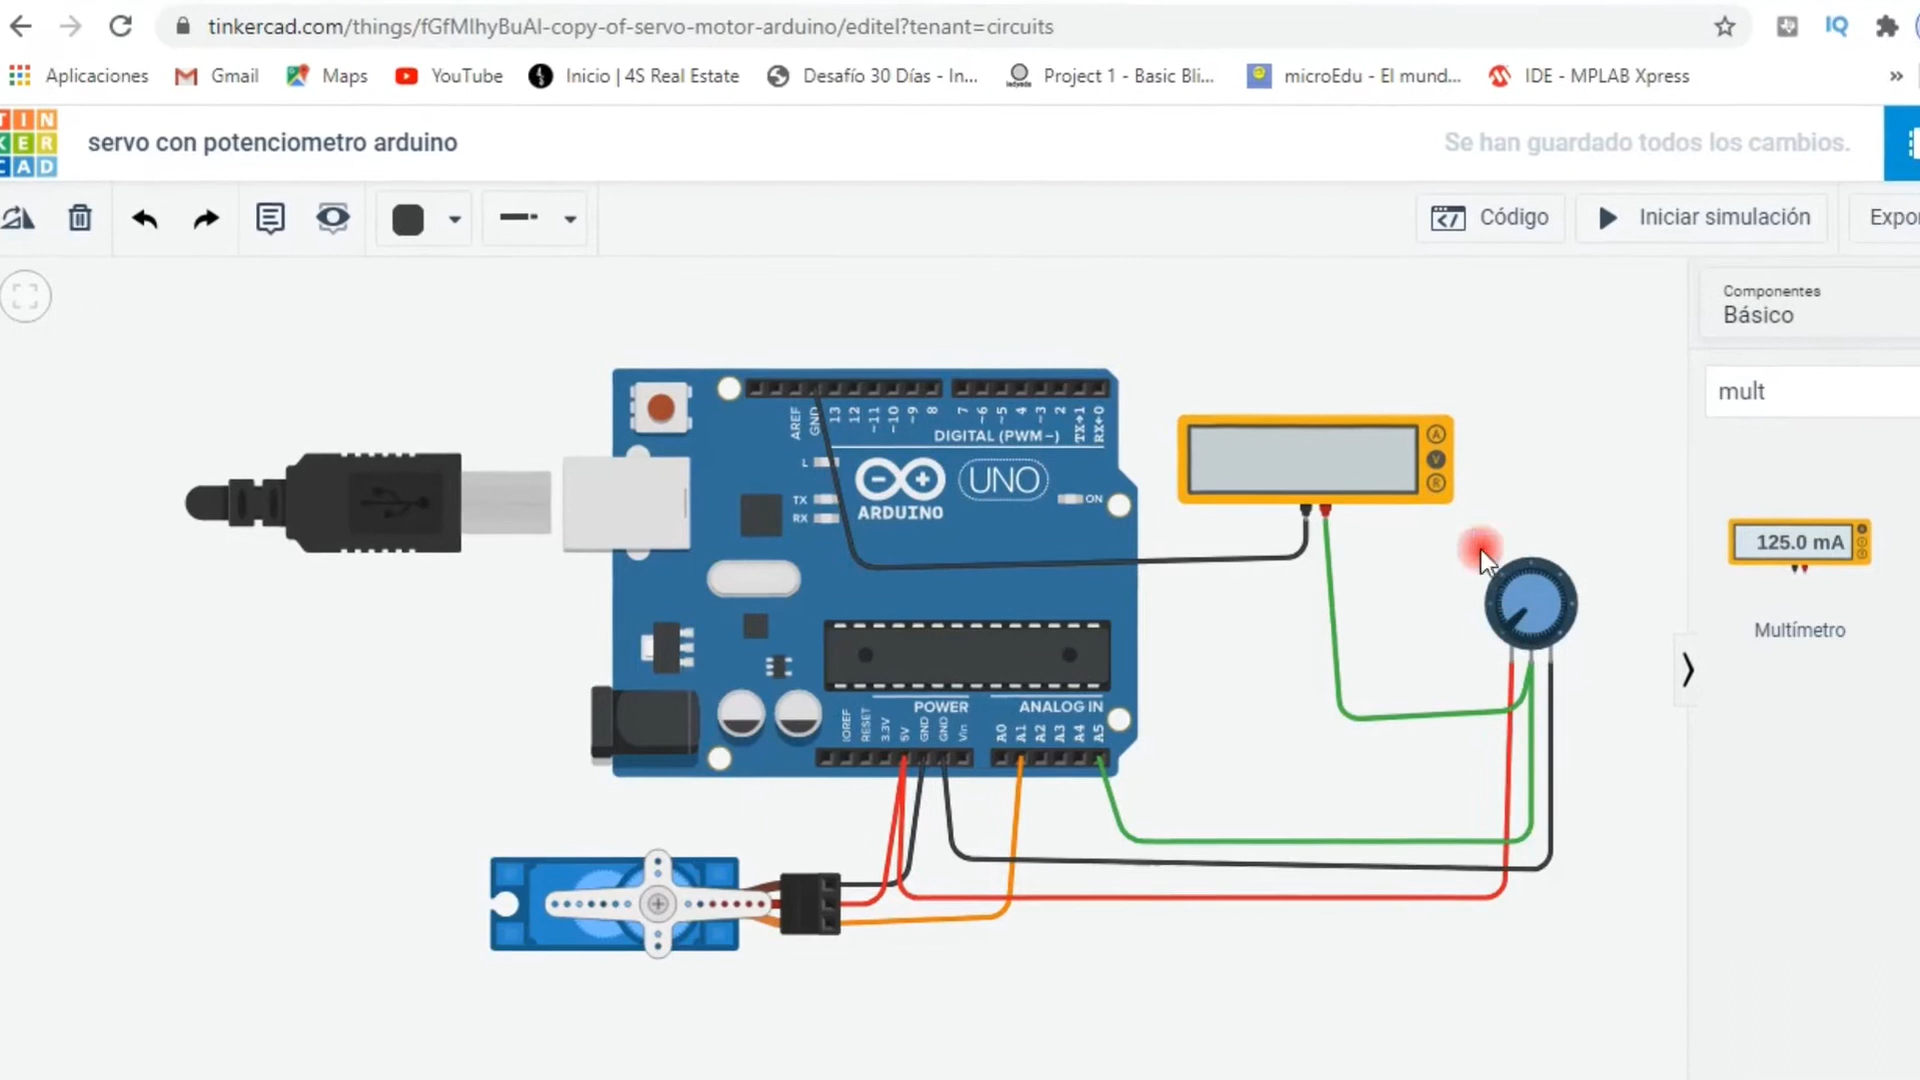 tinkercad.com/things/fGfMlhyBuAl-copy-of-servo-motor-arduino/editel?tenant=circuits
IQ
Aplicaciones
Gmail
Maps
YouTube
Inicio | 4S Real Estate
Desafío 30 Días - In...
Project 1 - Basic Bli...
microEdu - El mund...
IDE - MPLAB Xpress
»
TIN
KER
CAD
servo con potenciometro arduino
Se han guardado todos los cambios.
Código
Iniciar simulación
Expor
Componentes
Básico
mult
AREF
GND
13
12
~11
~10
~9
8
7
~6
~5
4
~3
2
TX→1
RX←0
DIGITAL (PWM~)
L
TX
RX
ARDUINO
UNO
ON
A
V
R
125.0 mA
Multímetro
POWER
ANALOG IN
IOREF
RESET
3.3V
5V
GND
GND
Vin
A0
A1
A2
A3
A4
A5